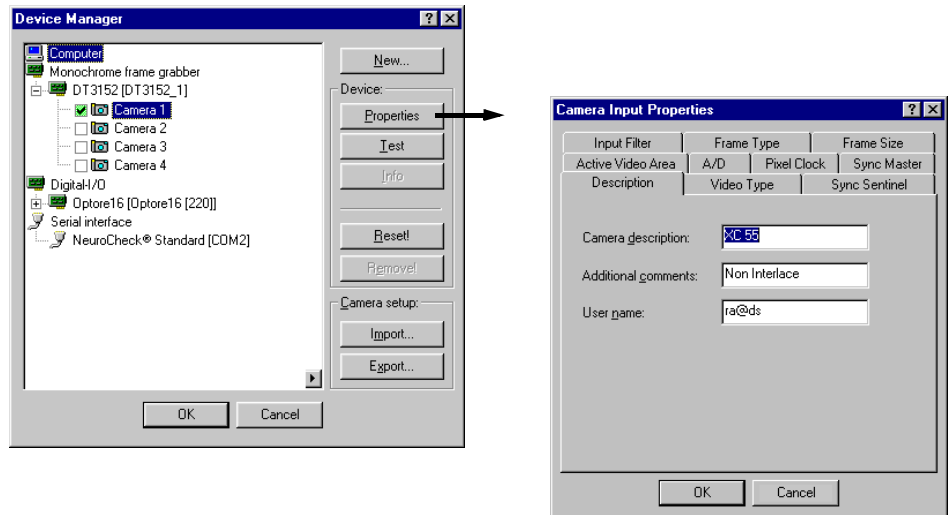 Device Manager
Computer
Monochrome frame grabber
DT3152 [DT3152_1]
Camera 1
Camera 2
Camera 3
Camera 4
Digital-I/O
Optore16 [Optore16 [220]]
Serial interface
NeuroCheck® Standard [COM2]
New...
Device:
Properties
Test
Info
Reset!
Remove!
Camera setup:
Import...
Export...
OK
Cancel
Camera Input Properties
Input Filter
Frame Type
Frame Size
Active Video Area
A/D
Pixel Clock
Sync Master
Description
Video Type
Sync Sentinel
Camera description:
XC 55
Additional comments:
Non Interlace
User name:
ra@ds
OK
Cancel